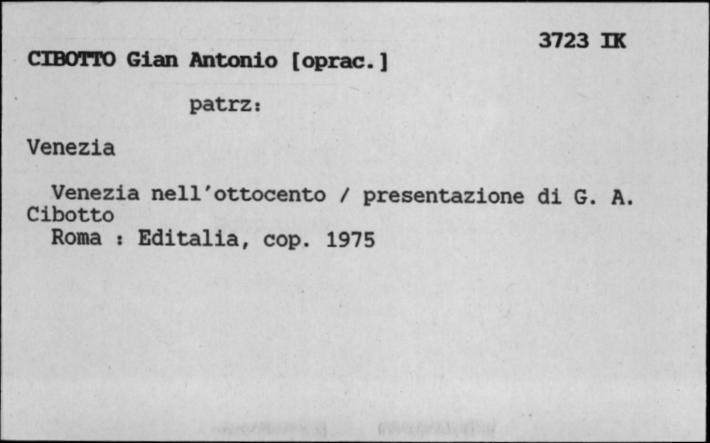 3723 IK
CIBOTTO Gian Antonio [oprac.]
patrz:
Venezia
Venezia nell'ottocento / presentazione di G. A.
Cibotto
Roma : Editalia, cop. 1975